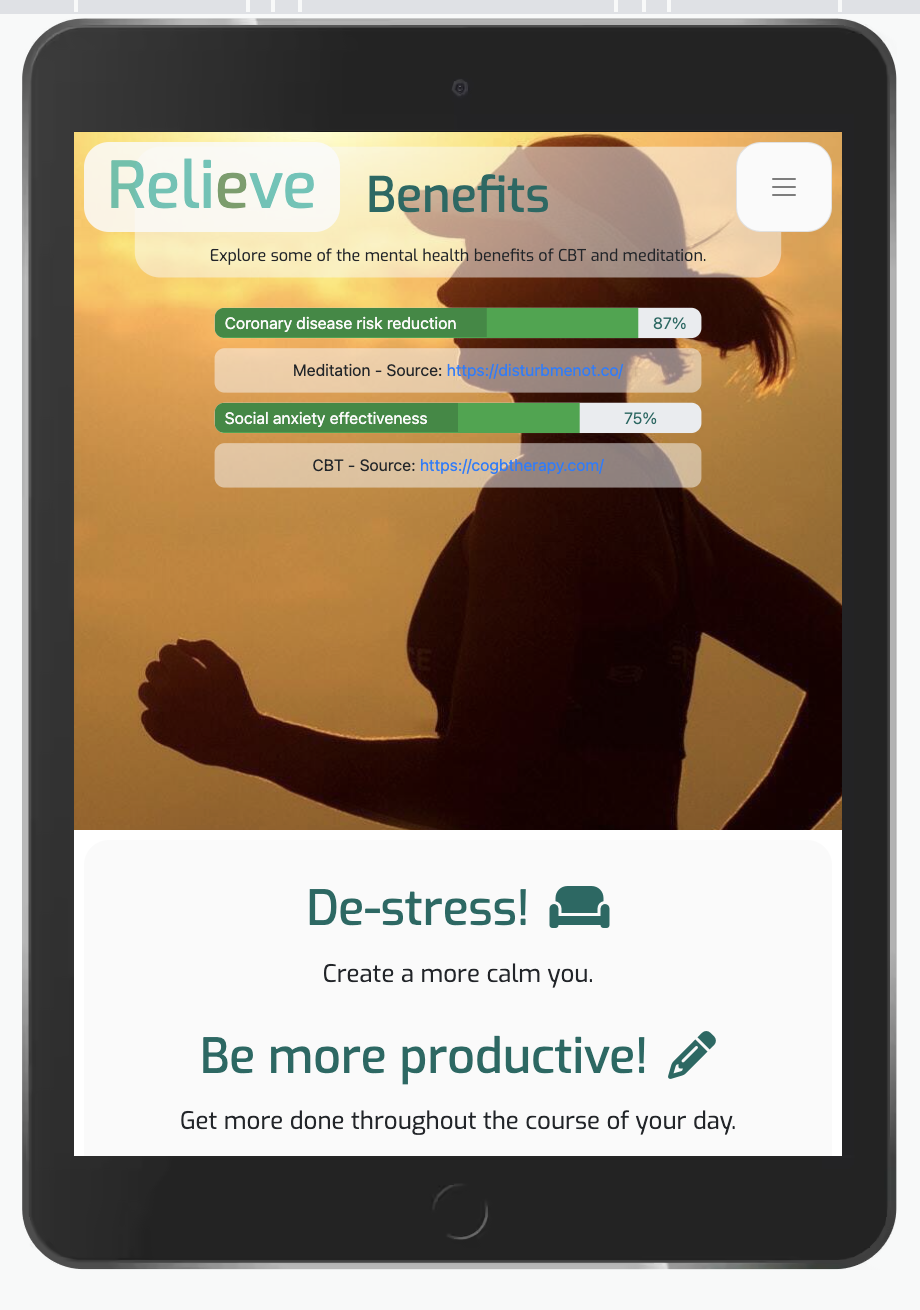 Relieve
Benefits
Explore some of the mental health benefits of CBT and meditation.
Coronary disease risk reduction 87%
Meditation - Source: https://disturbmenot.co/
Social anxiety effectiveness 75%
CBT - Source: https://cogbtherapy.com/
De-stress!
Create a more calm you.
Be more productive!
Get more done throughout the course of your day.